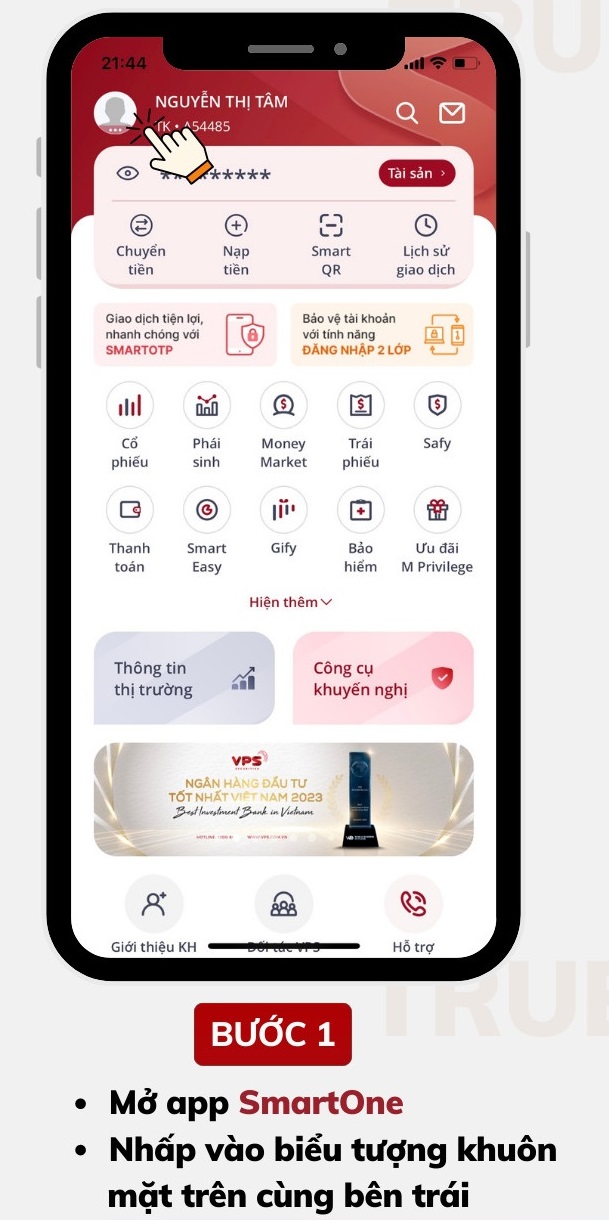 TRUE
21:44
NGUYỄN THỊ TÂM
TK • A54485
*********
Tài sản ›
Chuyển tiền
Nạp tiền
Smart QR
Lịch sử giao dịch
Giao dịch tiện lợi,
nhanh chóng với
SMARTOTP
Bảo vệ tài khoản
với tính năng
ĐĂNG NHẬP 2 LỚP
Cổ phiếu
Phái sinh
Money Market
Trái phiếu
Safy
Thanh toán
Smart Easy
Gify
Bảo hiểm
Ưu đãi M Privilege
Hiện thêm
Thông tin
thị trường
Công cụ
khuyến nghị
VPS
SECURITIES
NGÂN HÀNG ĐẦU TƯ
TỐT NHẤT VIỆT NAM 2023
Best Investment Bank in Vietnam
Giới thiệu KH
Đối tác VPS
Hỗ trợ
TRUE
BƯỚC 1
• Mở app SmartOne
• Nhấp vào biểu tượng khuôn
mặt trên cùng bên trái